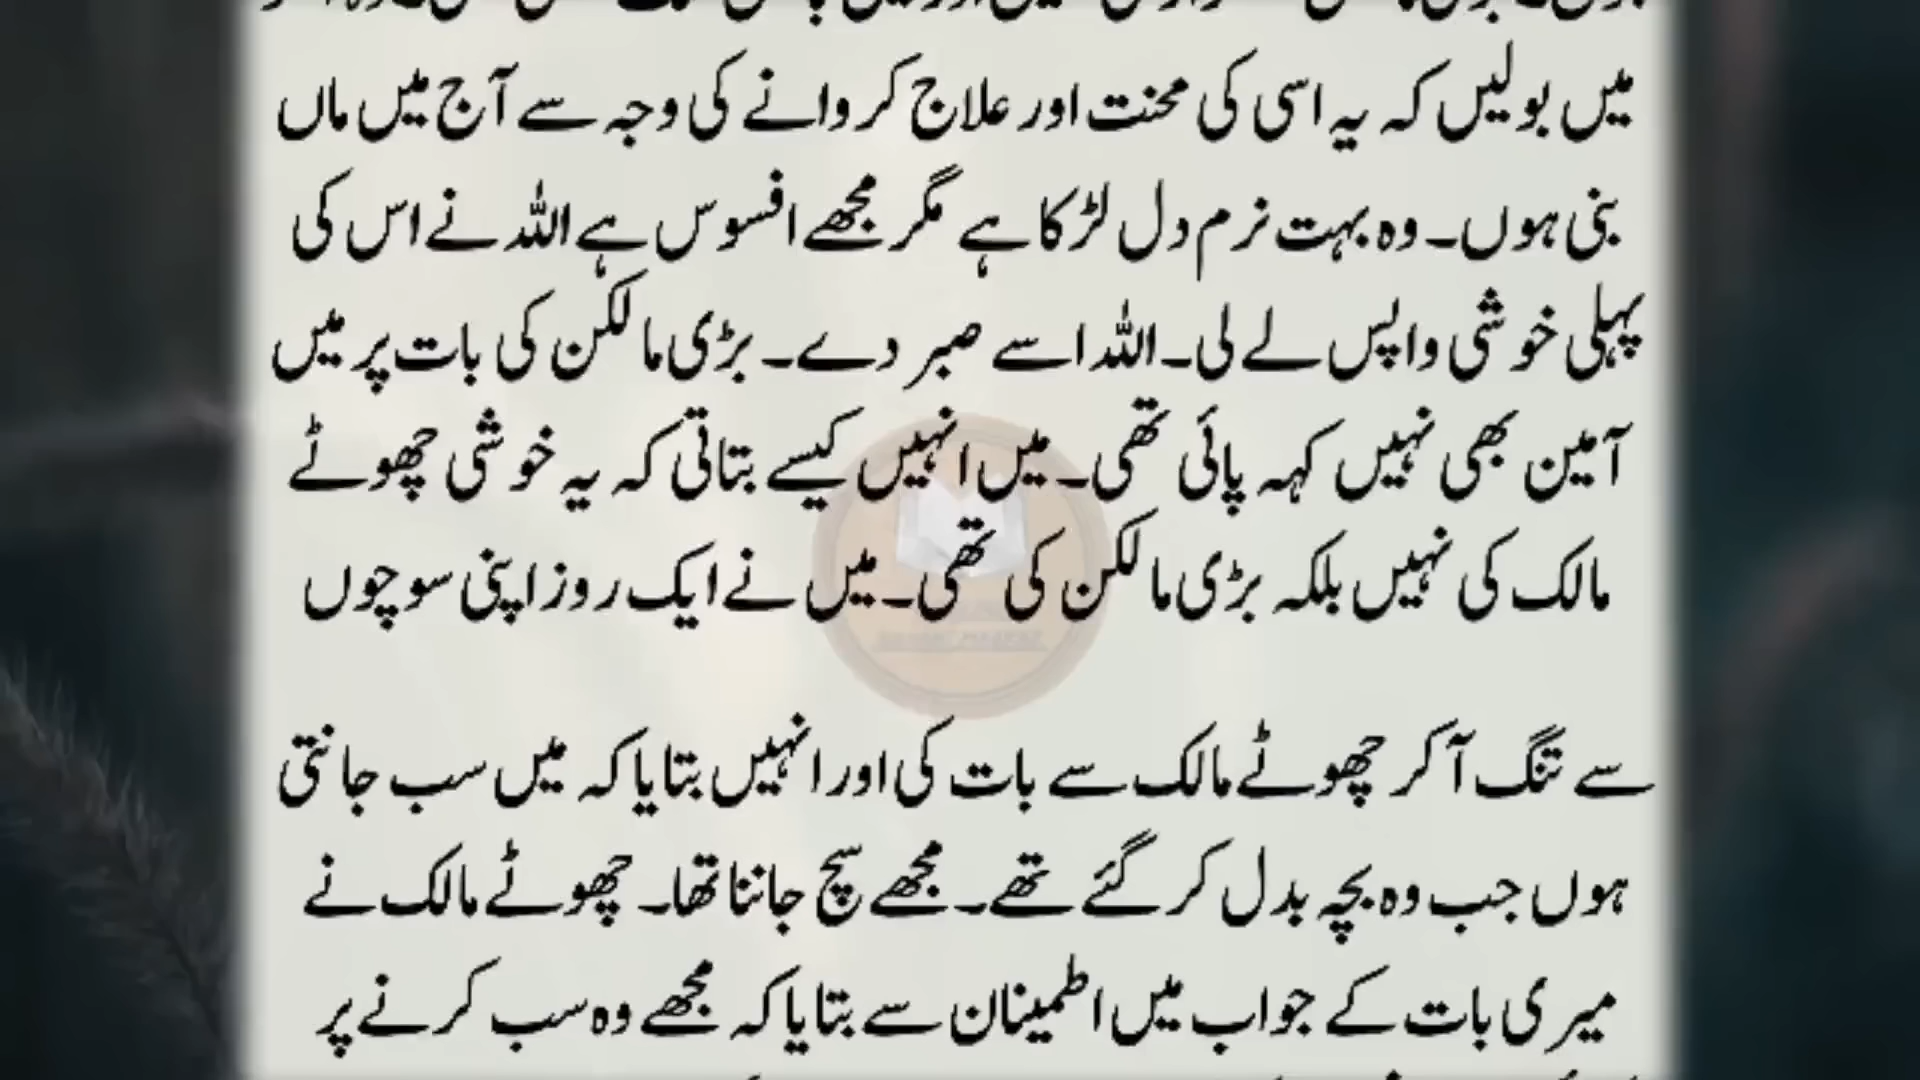 میں بولیں کہ یہ اسی کی محنت اور علاج کروانے کی وجہ سے آج میں ماں
بنی ہوں۔ وہ بہت نرم دل لڑکا ہے مگر مجھے افسوس ہے اللہ نے اس کی
پہلی خوشی واپس لے لی۔ اللہ اسے صبر دے۔ بڑی مالکن کی بات پر میں
آمین بھی نہیں کہہ پائی تھی۔ میں انہیں کیسے بتاتی کہ یہ خوشی چھوٹے
مالک کی نہیں بلکہ بڑی مالکن کی تھی۔ میں نے ایک روز اپنی سوچوں
سے تنگ آ کر چھوٹے مالک سے بات کی اور انہیں بتایا کہ میں سب جانتی
ہوں جب وہ بچہ بدل کر گئے تھے۔ مجھے سچ جاننا تھا۔ چھوٹے مالک نے
میری بات کے جواب میں اطمینان سے بتایا کہ مجھے وہ سب کرنے پر